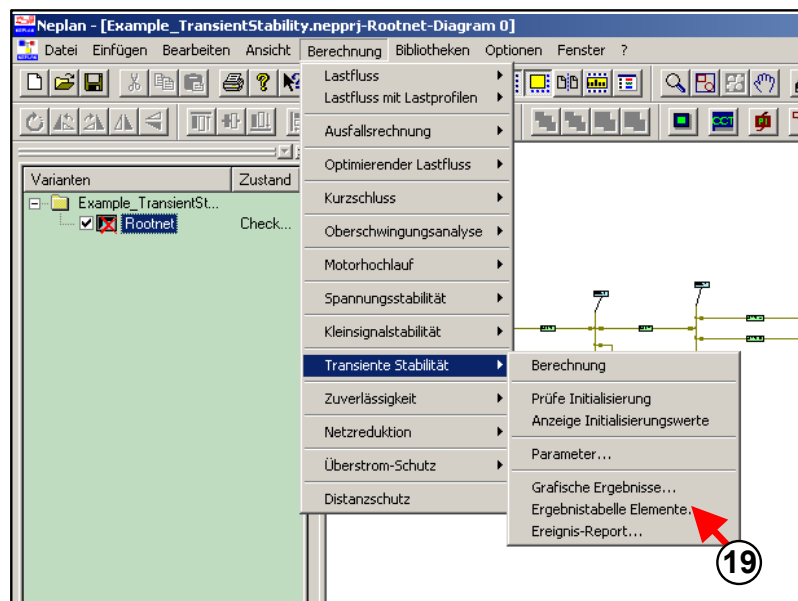 Neplan - [Example_TransientStability.nepprj-Rootnet-Diagram 0]
Datei Einfügen Bearbeiten Ansicht Berechnung Bibliotheken Optionen Fenster ?
Varianten Zustand
Example_TransientSt...
Rootnet Check...
Lastfluss
Lastfluss mit Lastprofilen
Ausfallsrechnung
Optimierender Lastfluss
Kurzschluss
Oberschwingungsanalyse
Motorhochlauf
Spannungsstabilität
Kleinsignalstabilität
Transiente Stabilität
Zuverlässigkeit
Netzreduktion
Überstrom-Schutz
Distanzschutz
Berechnung
Prüfe Initialisierung
Anzeige Initialisierungswerte
Parameter...
Grafische Ergebnisse...
Ergebnistabelle Elemente.
Ereignis-Report...
19
CCT